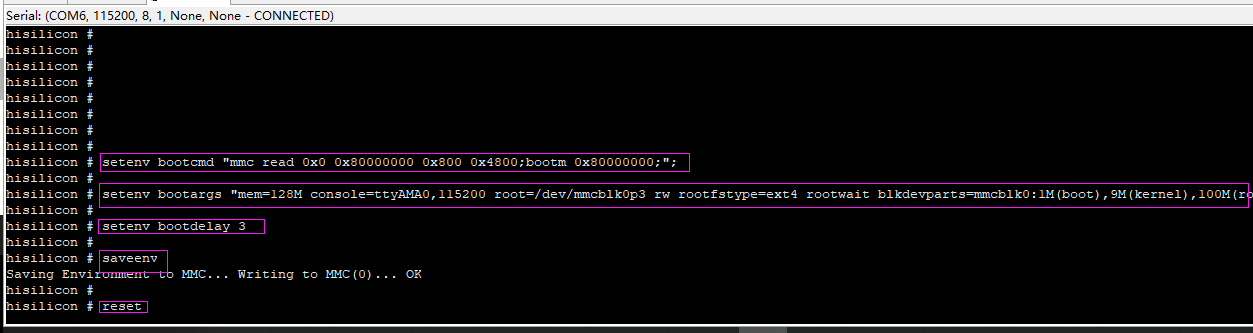 Serial: (COM6, 115200, 8, 1, None, None - CONNECTED)
hisilicon #
hisilicon #
hisilicon #
hisilicon #
hisilicon #
hisilicon #
hisilicon #
hisilicon #
hisilicon # setenv bootcmd "mmc read 0x0 0x80000000 0x800 0x4800;bootm 0x80000000;";
hisilicon #
hisilicon # setenv bootargs "mem=128M console=ttyAMA0,115200 root=/dev/mmcblk0p3 rw rootfstype=ext4 rootwait blkdevparts=mmcblk0:1M(boot),9M(kernel),100M(ro
hisilicon #
hisilicon # setenv bootdelay 3
hisilicon #
hisilicon # saveenv
Saving Environment to MMC... Writing to MMC(0)... OK
hisilicon #
hisilicon # reset